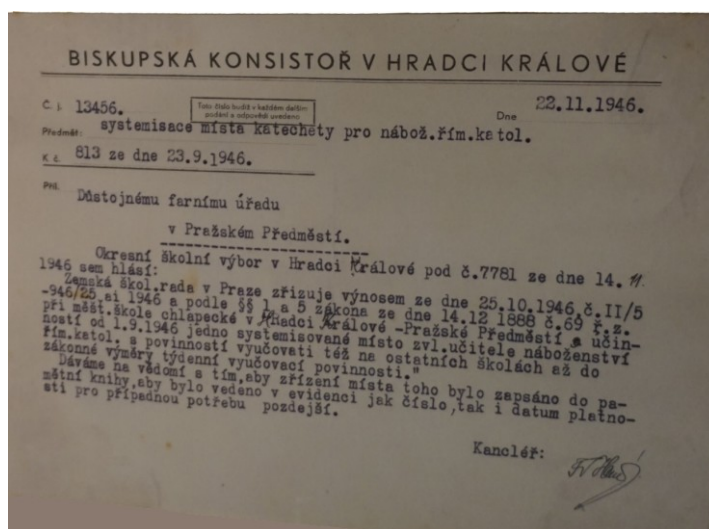 BISKUPSKÁ KONSISTOŘ V HRADCI KRÁLOVÉ
Č. j. 13456.
Toto číslo budiž v každém dalším
podání a odpovědi uvedeno
Dne 22.11.1946.
Předmět: systemisace místa katechety pro nábož.řím.katol.
K č. 813 ze dne 23.9.1946.
Příl.
Důstojnému farnímu úřadu
v Pražském Předměstí.
Okresní školní výbor v Hradci Králové pod č.7781 ze dne 14. 11.
1946 sem hlásí:
Zemská škol.rada v Praze zřizuje výnosem ze dne 25.10.1946,č.II/5
-946/25 ai 1946 a podle §§ 1 a 5 zákona ze dne 14.12 1888 č.69 ř.z.
při měšť.škole chlapecké v Hradci Králové -Pražské Předměstí s účin-
ností od 1.9.1946 jedno systemisované místo zvl.učitele náboženství
řím.katol. s povinností vyučovati též na ostatních školách až do
zákonné výměry týdenní vyučovací povinnosti."
Dáváme na vědomí s tím,aby zřízení místa toho bylo zapsáno do pa-
mětní knihy,aby bylo vedeno v evidenci jak číslo,tak i datum platno-
sti pro případnou potřebu pozdější.
Kancléř: